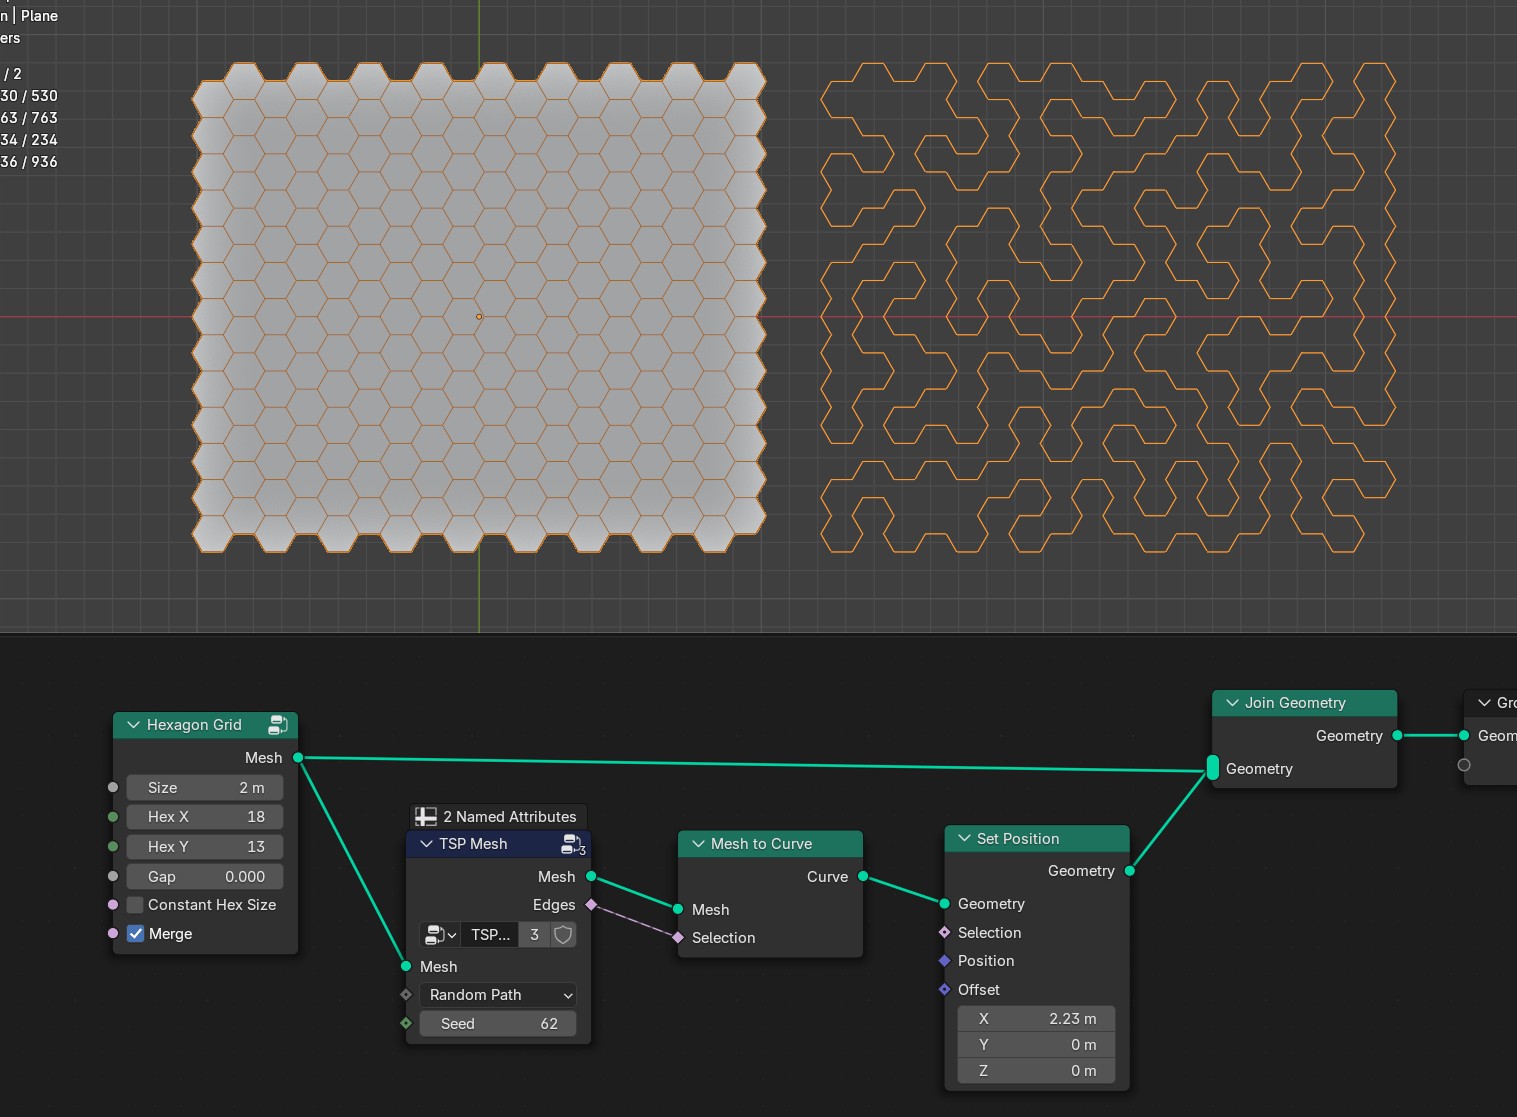 n | Plane
ers
/ 2
30 / 530
63 / 763
34 / 234
36 / 936
Hexagon Grid
Mesh
Size 2 m
Hex X 18
Hex Y 13
Gap 0.000
Constant Hex Size
Merge
2 Named Attributes
TSP Mesh 3
Mesh
Edges
TSP... 3
Mesh
Random Path
Seed 62
Mesh to Curve
Curve
Mesh
Selection
Set Position
Geometry
Geometry
Selection
Position
Offset
X 2.23 m
Y 0 m
Z 0 m
Join Geometry
Geometry
Geometry
Gro
Geom